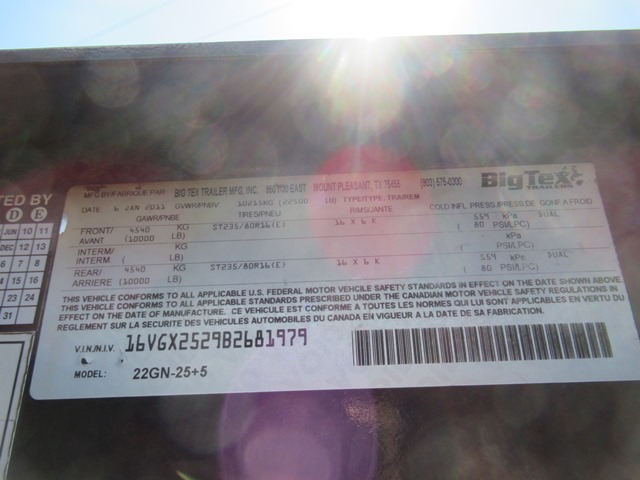 MFG.BY/FABRIQUE PAR BIG TEX TRAILER MFG, INC. MOUNT PLEASANT, TX 75455 (903) 575-0300
BigTex
TRAILERS
DATE: 6 JAN 2011 GVWR/PNBV 10215KG (22500 LB) TYPE/TYPE: TRA/REM
GAWR/PNBE TIRES/PNEU RIMS/JANTE COLD INFL. PRESS/PRESS. DE GONF A FROID
FRONT/ 4540 KG ST235/80R16(E) 16 X 6 K 554 kPa DUAL
AVANT (10000 LB) ( 80 PSI/LPC)
INTERM/ KG kPa
INTERM ( LB) ( PSI/LPC)
REAR/ 4540 KG ST235/80R16(E) 16 X 6 K 554 kPa DUAL
ARRIERE (10000 LB) ( 80 PSI/LPC)
THIS VEHICLE CONFORMS TO ALL APPLICABLE U.S. FEDERAL MOTOR VEHICLE SAFETY STANDARDS IN EFFECT ON THE DATE SHOWN ABOVE
THIS VEHICLE CONFORMS TO ALL APPLICABLE STANDARDS PRESCRIBED UNDER THE CANADIAN MOTOR VEHICLE SAFETY REGULATIONS IN
EFFECT ON THE DATE OF MANUFACTURE. CE VEHICULE EST CONFORME A TOUTES LES NORMES QUI LUI SONT APPLICABLES EN VERTU DU
REGLEMENT SUR LA SECURITE DES VEHICULES AUTOMOBILES DU CANADA EN VIGUEUR A LA DATE DE SA FABRICATION.
V.I.N./N.I.V. 16VGX2529B2681979
MODEL: 22GN-25+5
TED BY
D E
JUN 10 11
DEC 12 13
6 7 8
15 16
23 24
31